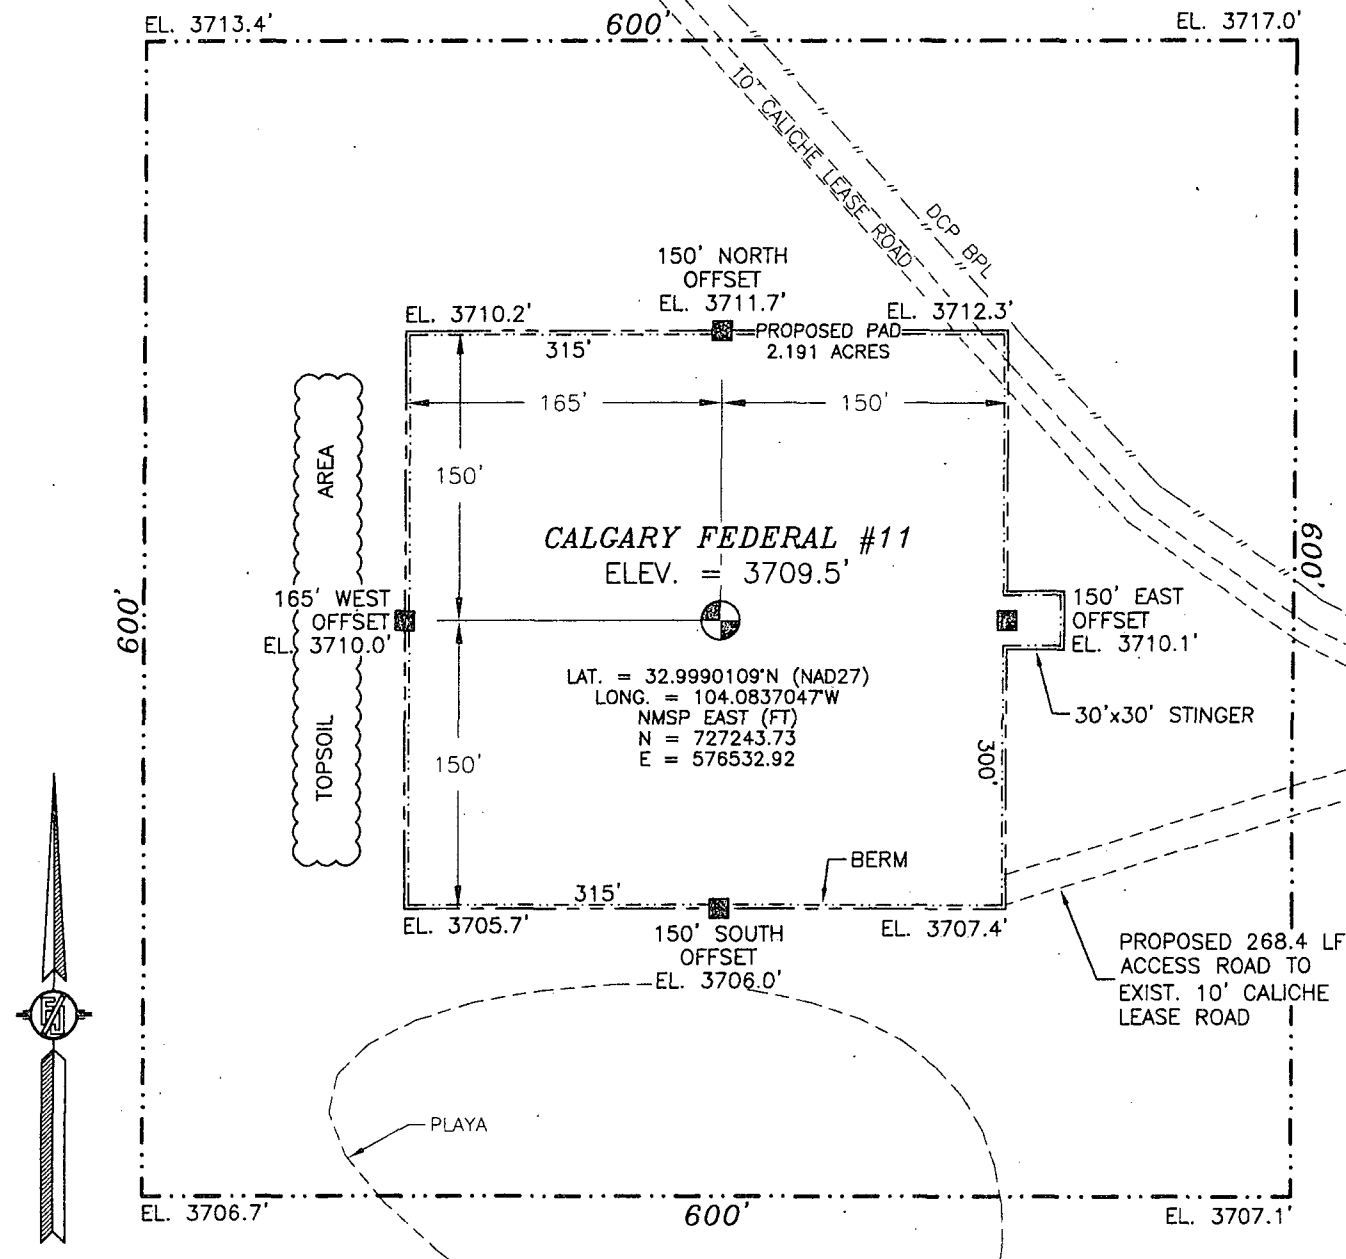 EL. 3713.4'
600'
EL. 3717.0'
10' CALICHE LEASE ROAD
DCP BPL
150' NORTH
OFFSET
EL. 3711.7'
EL. 3710.2'
EL. 3712.3'
315'
PROPOSED PAD
2.191 ACRES
165'
150'
AREA
150'
CALGARY FEDERAL #11
ELEV. = 3709.5'
600'
600'
165' WEST
OFFSET
EL. 3710.0'
150' EAST
OFFSET
EL. 3710.1'
LAT. = 32.9990109°N (NAD27)
LONG. = 104.0837047°W
NMSP EAST (FT)
N = 727243.73
E = 576532.92
30'x30' STINGER
TOPSOIL
150'
300'
BERM
315'
EL. 3705.7'
EL. 3707.4'
150' SOUTH
OFFSET
EL. 3706.0'
PROPOSED 268.4 LF
ACCESS ROAD TO
EXIST. 10' CALICHE
LEASE ROAD
PLAYA
EL. 3706.7'
600'
EL. 3707.1'